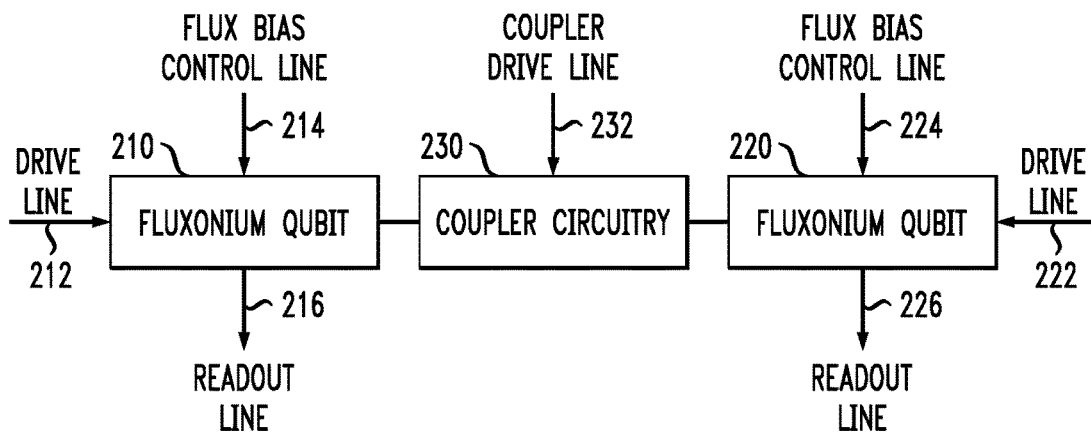 FLUX BIAS
CONTROL LINE
COUPLER
DRIVE LINE
FLUX BIAS
CONTROL LINE
214
232
224
210
230
220
DRIVE
LINE
FLUXONIUM QUBIT
COUPLER CIRCUITRY
FLUXONIUM QUBIT
DRIVE
LINE
212
222
216
226
READOUT
LINE
READOUT
LINE